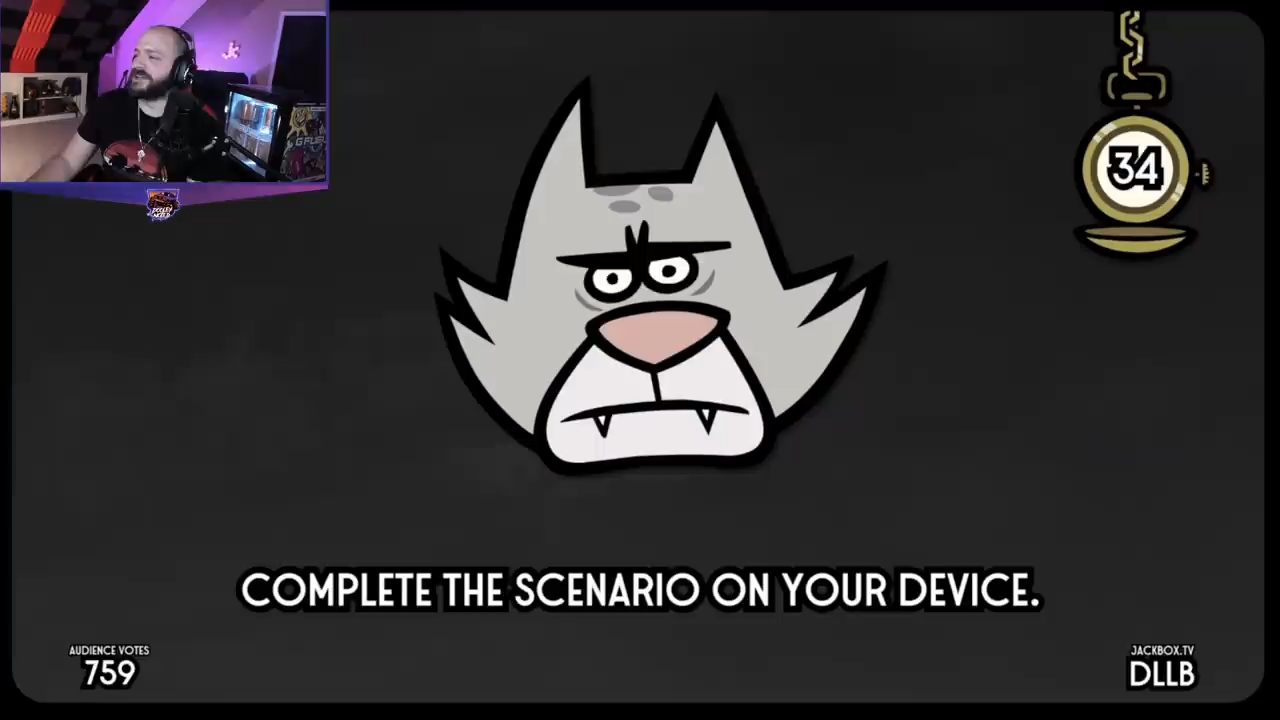 34
COMPLETE THE SCENARIO ON YOUR DEVICE.
AUDIENCE VOTES
759
JACKBOX.TV
DLLB